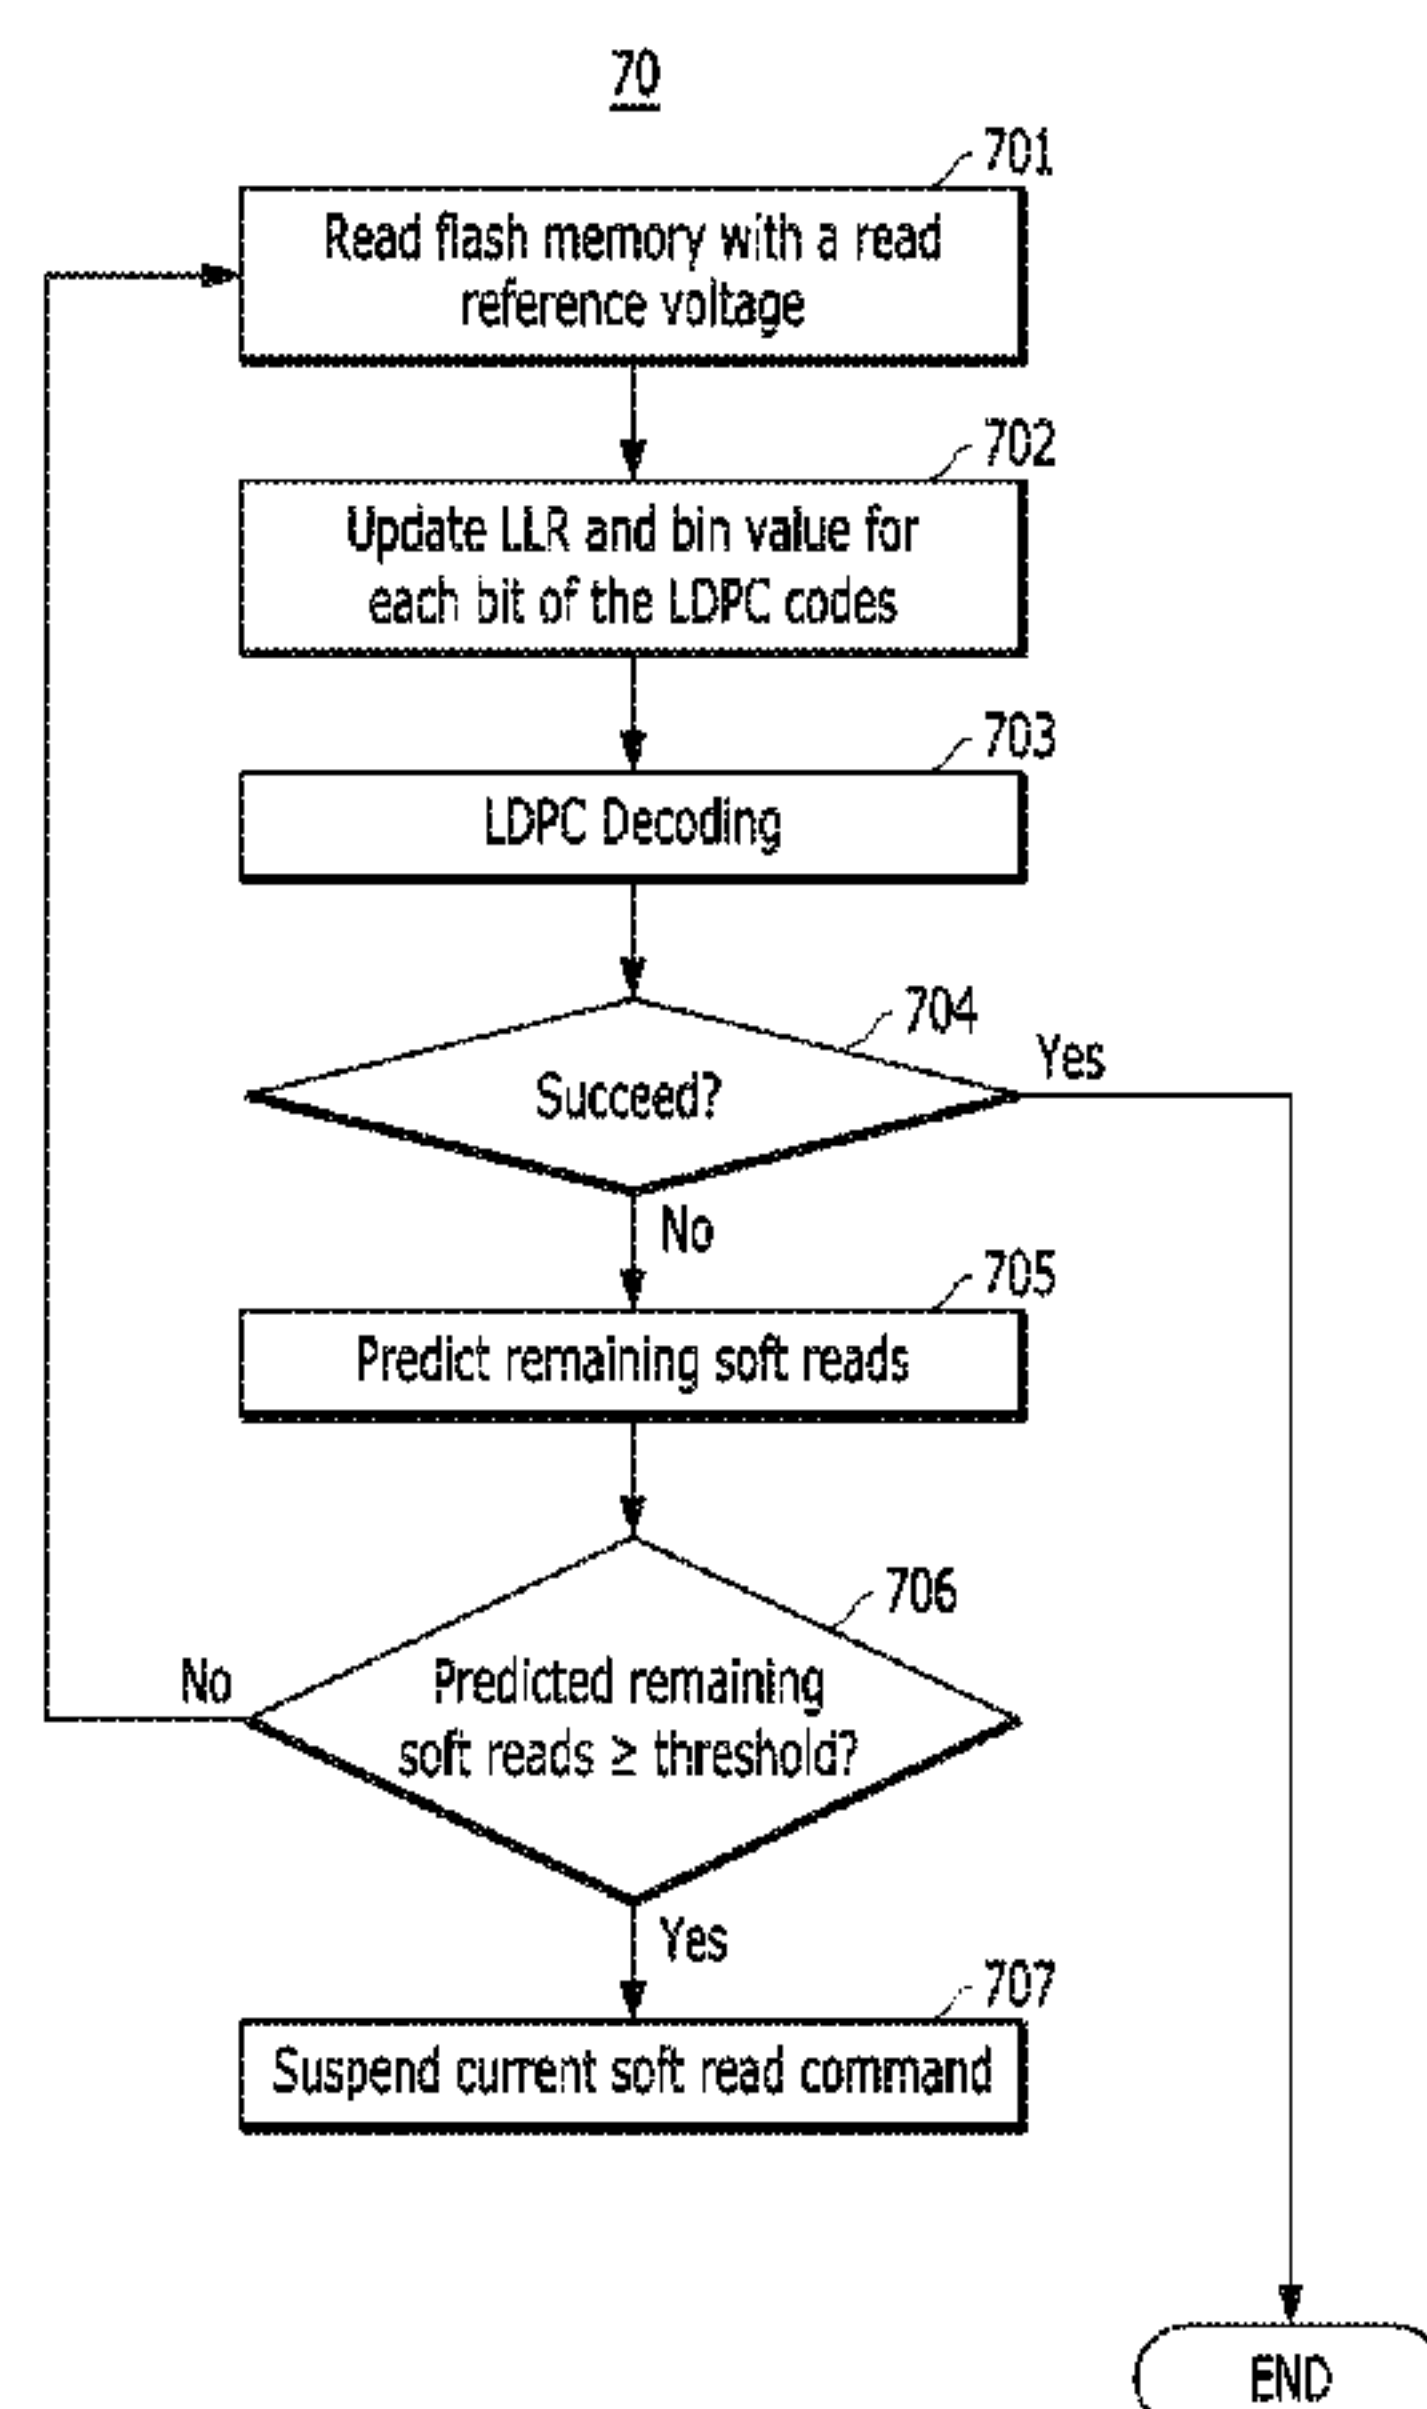 70
701
Read flash memory with a read
reference voltage
702
Update LLR and bin value for
each bit of the LDPC codes
703
LDPC Decoding
704
Yes
Succeed?
No
705
Predict remaining soft reads
706
No
Predicted remaining
soft reads ≥ threshold?
Yes
707
Suspend current soft read command
END